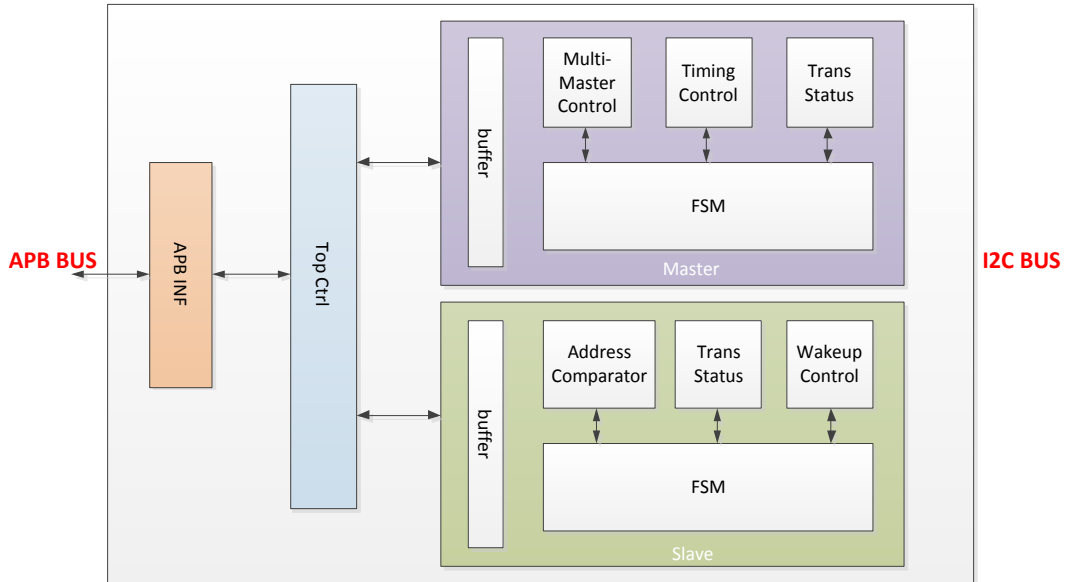 APB BUS
APB INF
Top Ctrl
buffer
Multi-
Master
Control
Timing
Control
Trans
Status
FSM
Master
buffer
Address
Comparator
Trans
Status
Wakeup
Control
FSM
Slave
I2C BUS